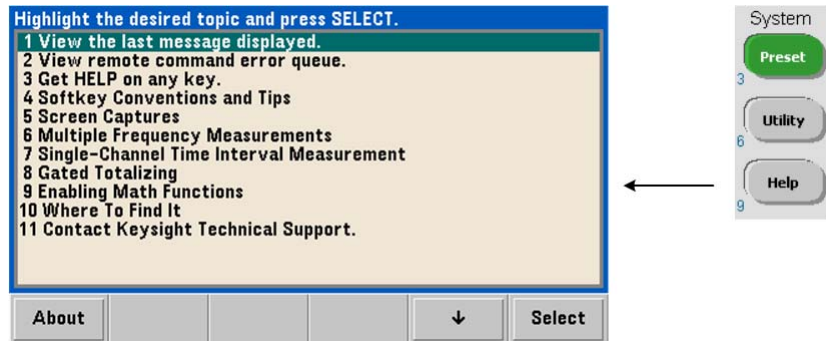 Highlight the desired topic and press SELECT.
1 View the last message displayed.
2 View remote command error queue.
3 Get HELP on any key.
4 Softkey Conventions and Tips
5 Screen Captures
6 Multiple Frequency Measurements
7 Single-Channel Time Interval Measurement
8 Gated Totalizing
9 Enabling Math Functions
10 Where To Find It
11 Contact Keysight Technical Support.
About
↓
Select
System
Preset
3
Utility
6
Help
9